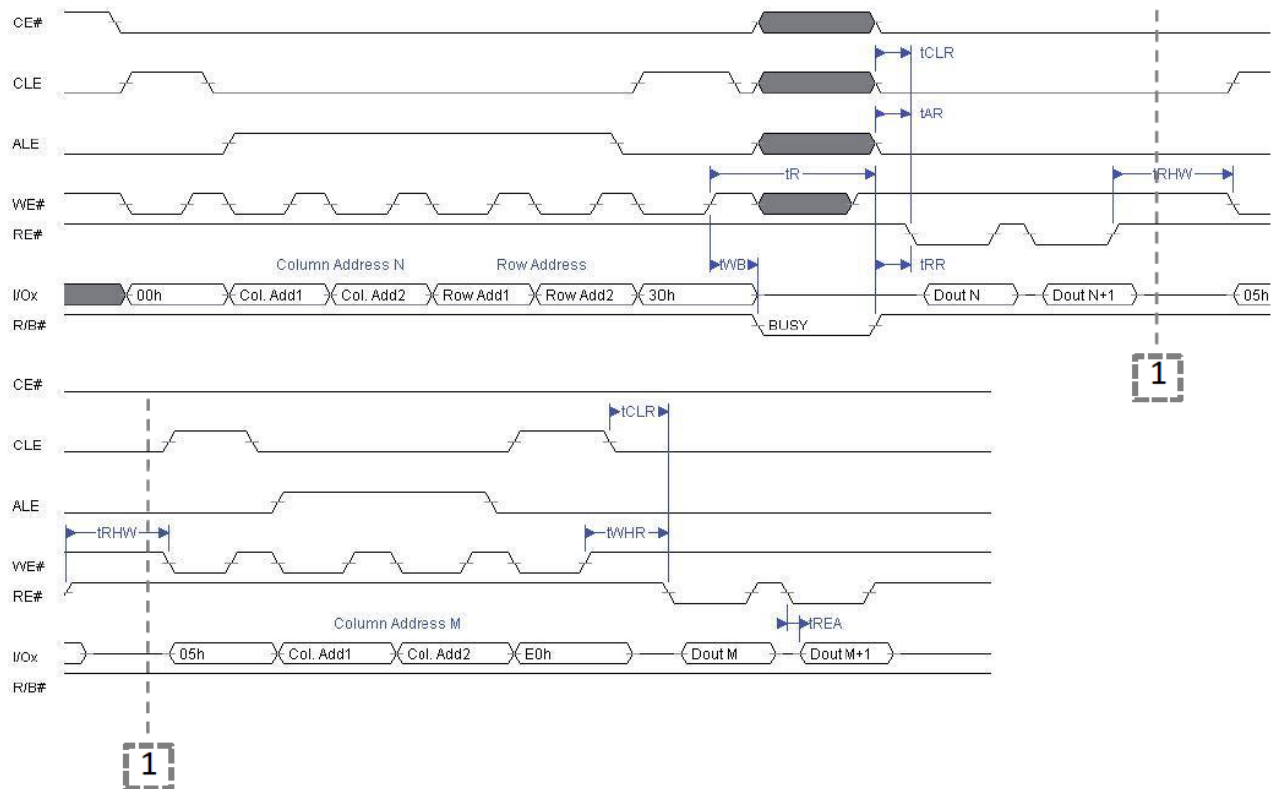 CE#
tCLR
CLE
tAR
ALE
tR
tRHW
WE#
RE#
Column Address N Row Address tWB tRR
I/Ox 00h Col. Add1 Col. Add2 Row Add1 Row Add2 30h Dout N Dout N+1 05h
R/B# BUSY
1
CE#
tCLR
CLE
ALE
tRHW tWHR
WE#
RE#
Column Address M tREA
I/Ox 05h Col. Add1 Col. Add2 E0h Dout M Dout M+1
R/B#
1